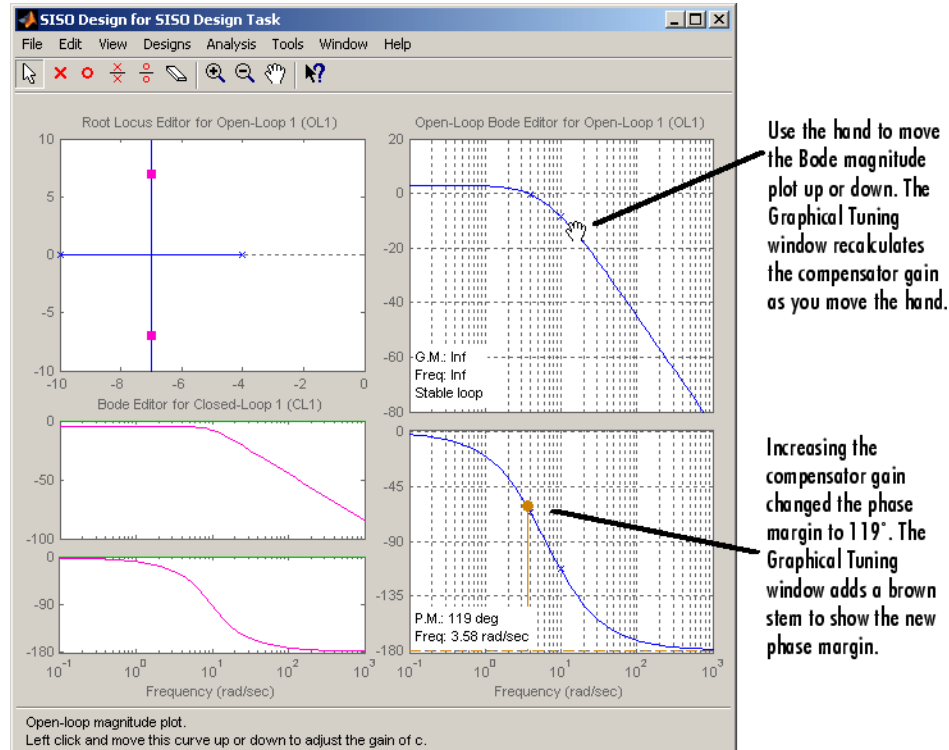 SISO Design for SISO Design Task
File Edit View Designs Analysis Tools Window Help
Root Locus Editor for Open-Loop 1 (OL1)
10
5
0
-5
-10
-10 -8 -6 -4 -2 0
Bode Editor for Closed-Loop 1 (CL1)
0
-50
-100
0
-90
-180
10^-1 10^0 10^1 10^2 10^3
Frequency (rad/sec)
Open-Loop Bode Editor for Open-Loop 1 (OL1)
20
0
-20
-40
-60
-80
G.M.: Inf
Freq: Inf
Stable loop
0
-45
-90
-135
-180
P.M.: 119 deg
Freq: 3.58 rad/sec
10^-1 10^0 10^1 10^2 10^3
Frequency (rad/sec)
Open-loop magnitude plot.
Left click and move this curve up or down to adjust the gain of c.
Use the hand to move
the Bode magnitude
plot up or down. The
Graphical Tuning
window recalculates
the compensator gain
as you move the hand.
Increasing the
compensator gain
changed the phase
margin to 119°. The
Graphical Tuning
window adds a brown
stem to show the new
phase margin.